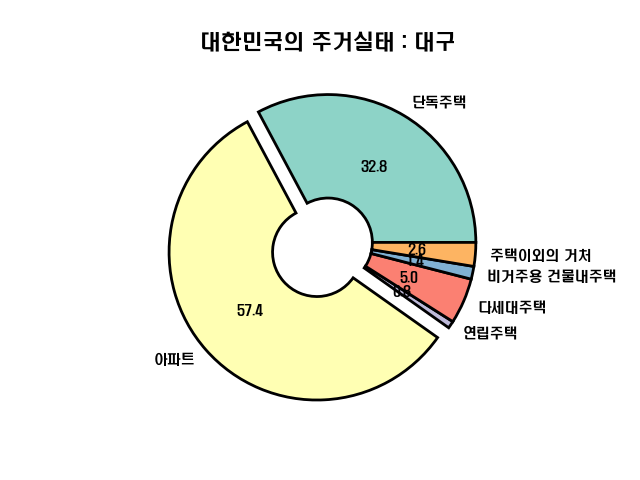 대한민국의 주거실태 : 대구
단독주택
32.8
2.6
주택이외의 거처
1.4
비거주용 건물내주택
5.0
0.8
다세대주택
연립주택
57.4
아파트